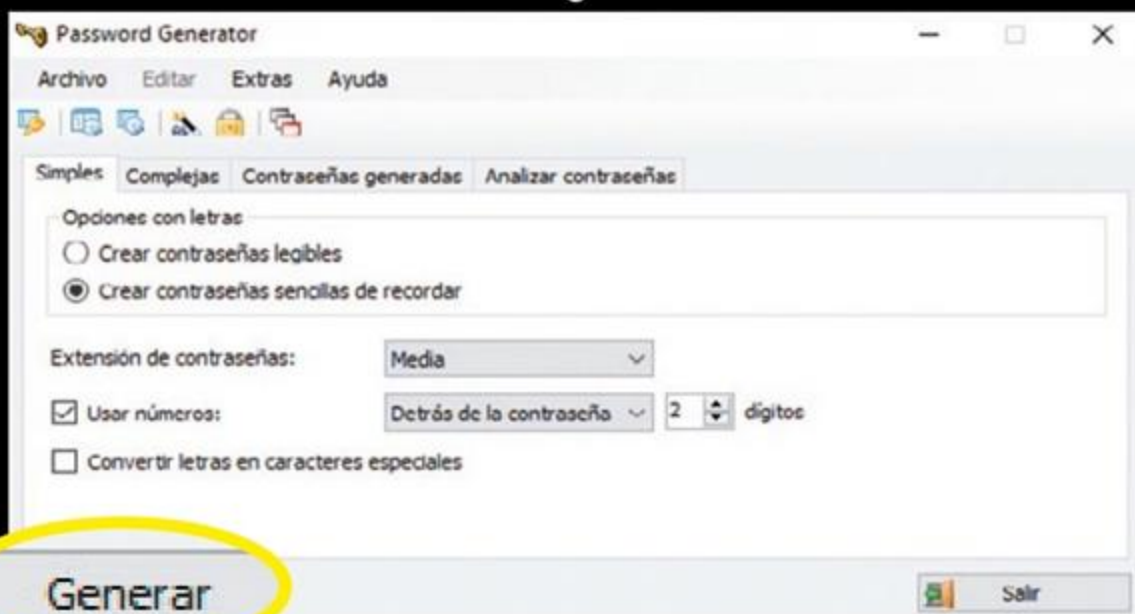 Password Generator
Archivo Editar Extras Ayuda
Simples Complejas Contraseñas generadas Analizar contraseñas
Opciones con letras
Crear contraseñas legibles
Crear contraseñas sencillas de recordar
Extensión de contraseñas: Media
Usar números: Detrás de la contraseña 2 dígitos
Convertir letras en caracteres especiales
Generar Salir